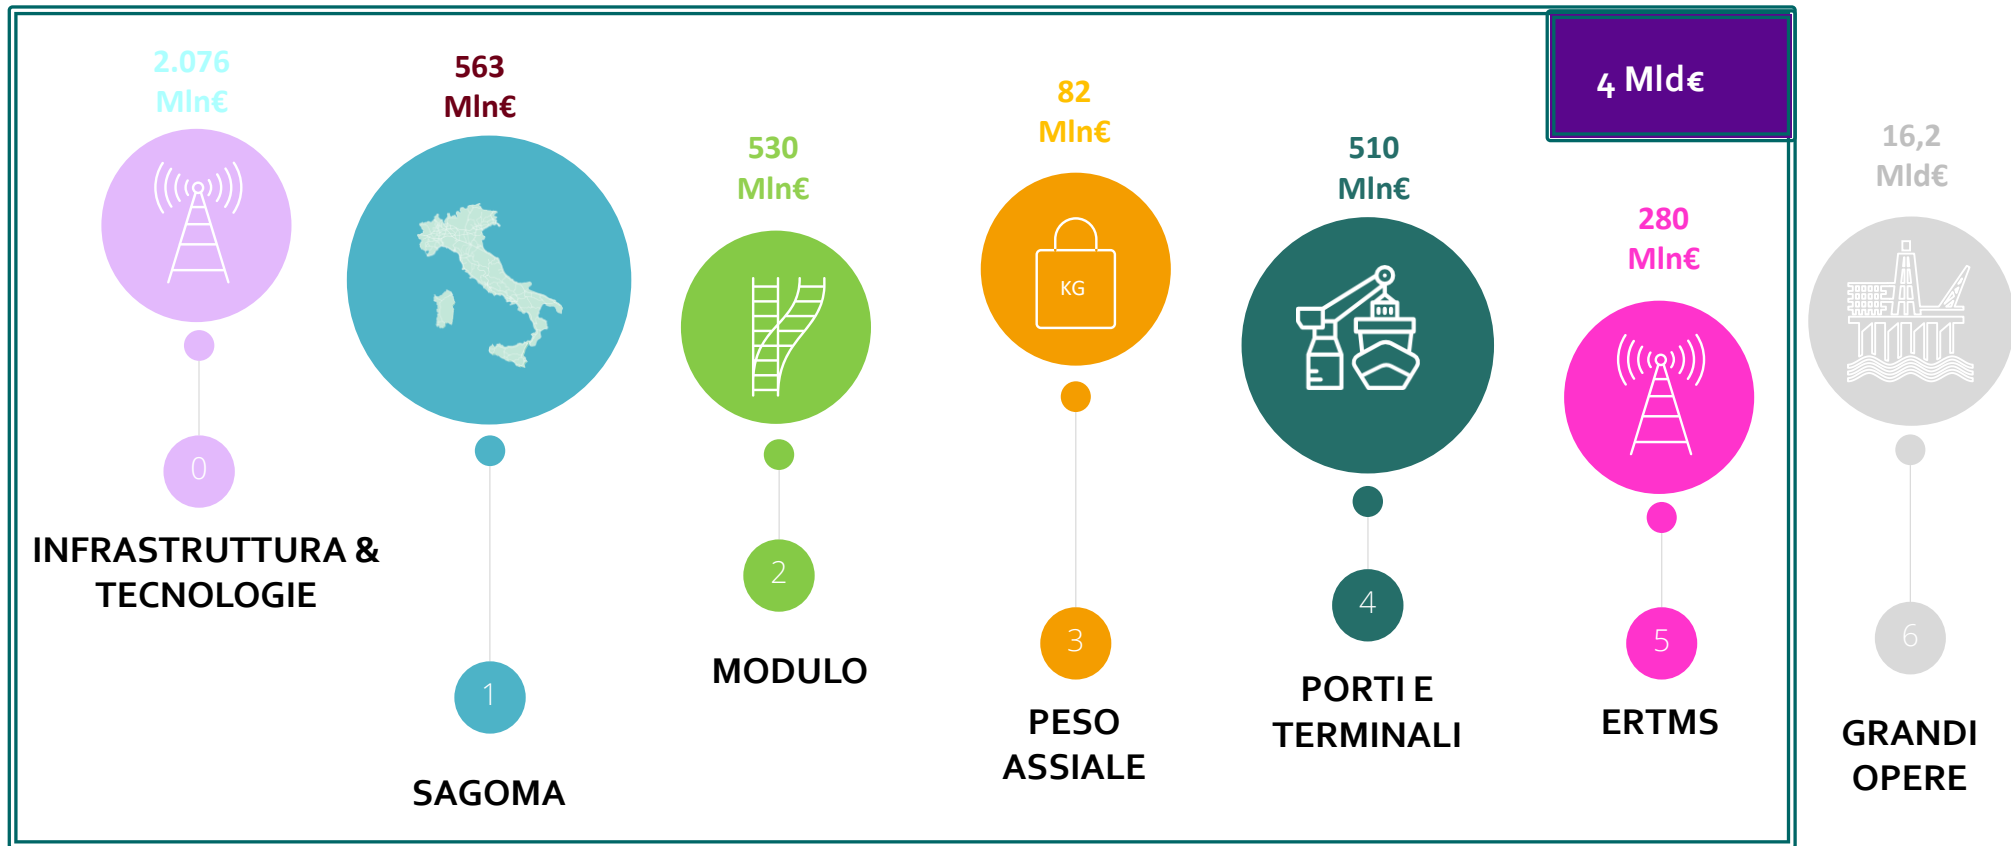 4 Mld€
2.076
Mln€
0
INFRASTRUTTURA &
TECNOLOGIE
563
Mln€
1
SAGOMA
530
Mln€
2
MODULO
82
Mln€
KG
3
PESO
ASSIALE
510
Mln€
4
PORTI E
TERMINALI
280
Mln€
5
ERTMS
16,2
Mld€
6
GRANDI
OPERE